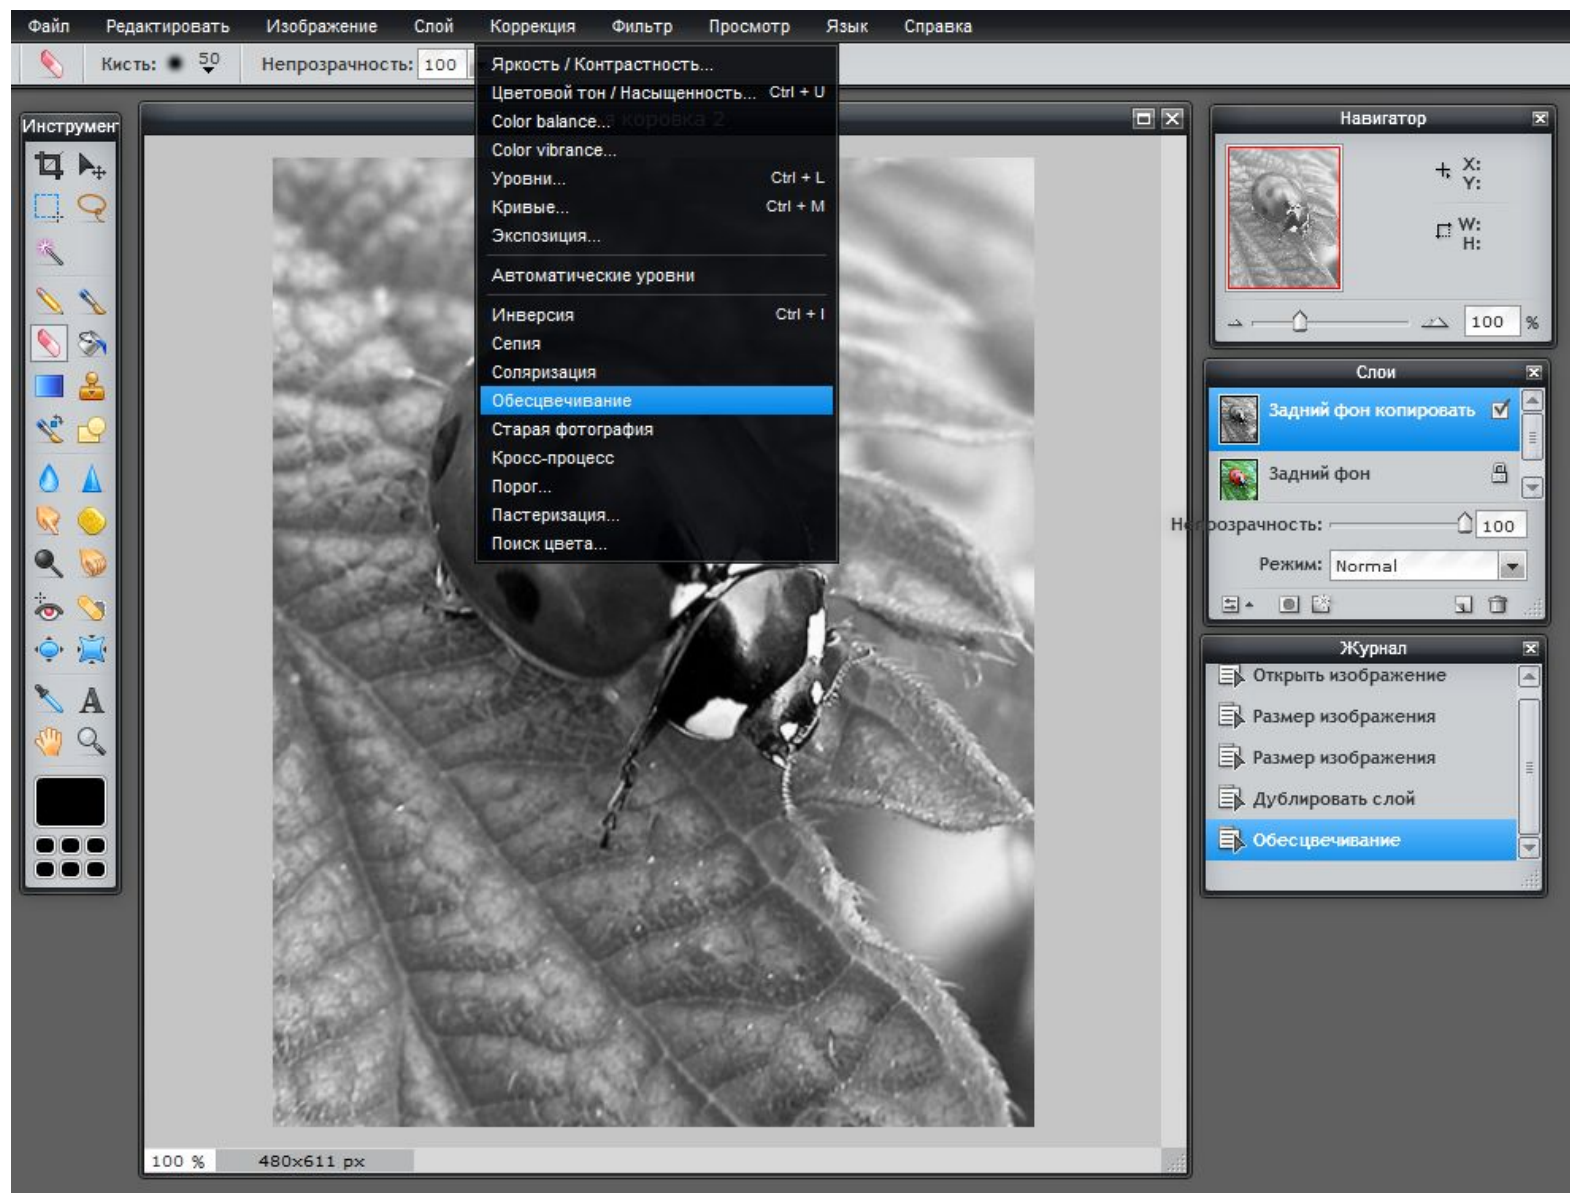 Файл Редактировать Изображение Слой Коррекция Фильтр Просмотр Язык Справка
Кисть: 50 Непрозрачность: 100
Яркость / Контрастность...
Цветовой тон / Насыщенность... Ctrl + U
Color balance...
Color vibrance...
Уровни... Ctrl + L
Кривые... Ctrl + M
Экспозиция...
Автоматические уровни
Инверсия Ctrl + I
Сепия
Соляризация
Обесцвечивание
Старая фотография
Кросс-процесс
Порог...
Пастеризация...
Поиск цвета...
Инструмент
коровка 2
100 %
480x611 px
Навигатор
X:
Y:
W:
H:
100 %
Слои
Задний фон копировать
Задний фон
Непрозрачность: 100
Режим: Normal
Журнал
Открыть изображение
Размер изображения
Размер изображения
Дублировать слой
Обесцвечивание